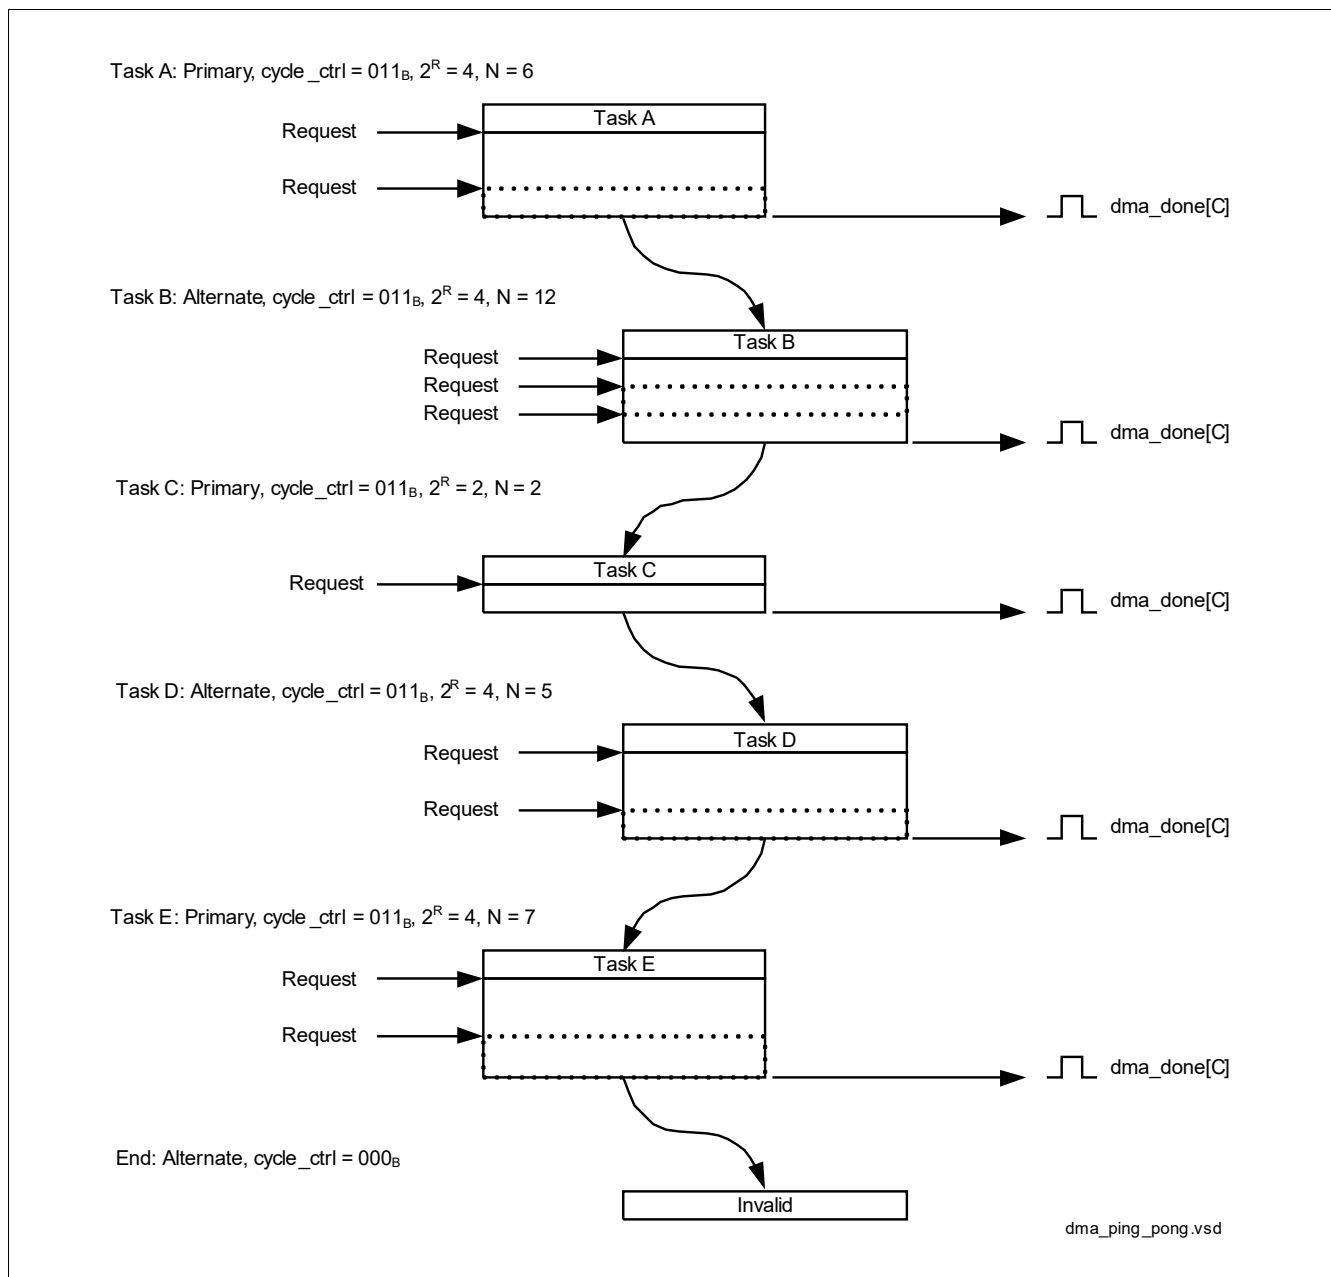 Task A: Primary, cycle_ctrl = 011B, 2R = 4, N = 6
Task A
Request
Request
dma_done[C]
Task B: Alternate, cycle_ctrl = 011B, 2R = 4, N = 12
Task B
Request
Request
Request
dma_done[C]
Task C: Primary, cycle_ctrl = 011B, 2R = 2, N = 2
Task C
Request
dma_done[C]
Task D: Alternate, cycle_ctrl = 011B, 2R = 4, N = 5
Task D
Request
Request
dma_done[C]
Task E: Primary, cycle_ctrl = 011B, 2R = 4, N = 7
Task E
Request
Request
dma_done[C]
End: Alternate, cycle_ctrl = 000B
Invalid
dma_ping_pong.vsd